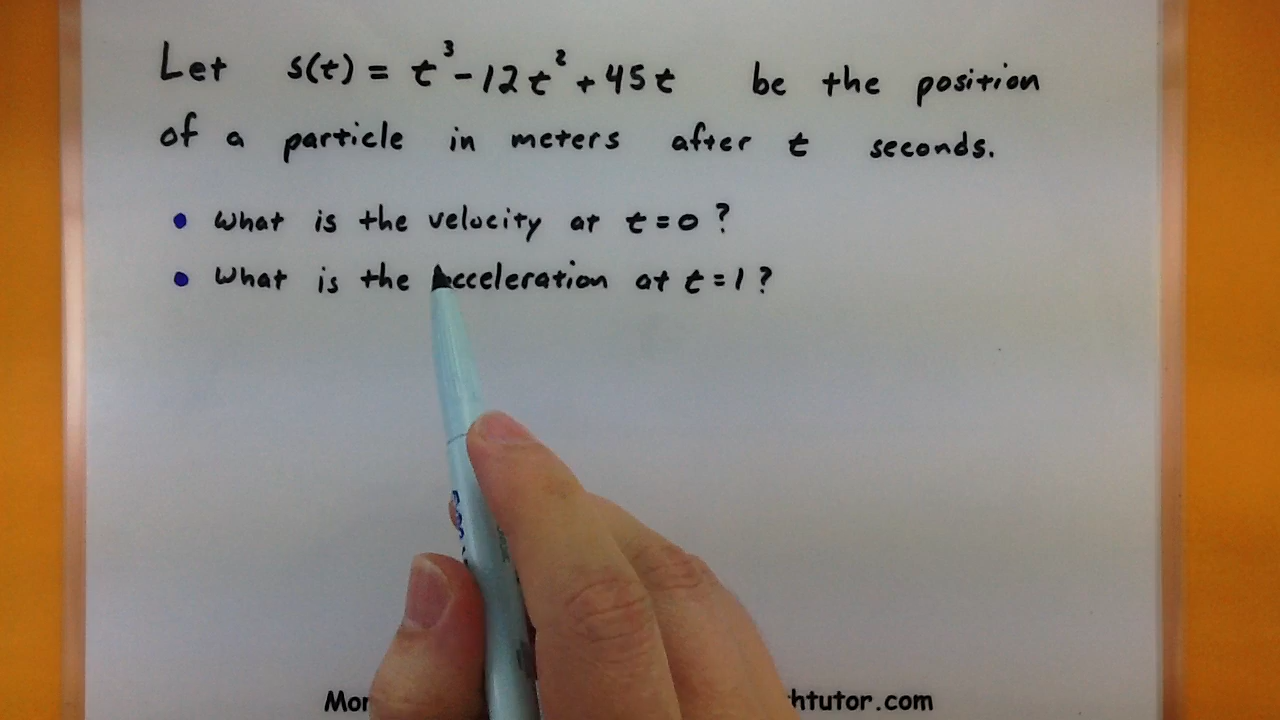 Let s(t) = t³ - 12t² + 45t be the position
of a particle in meters after t seconds.
• What is the velocity at t = 0 ?
• What is the acceleration at t = 1 ?
htutor.com